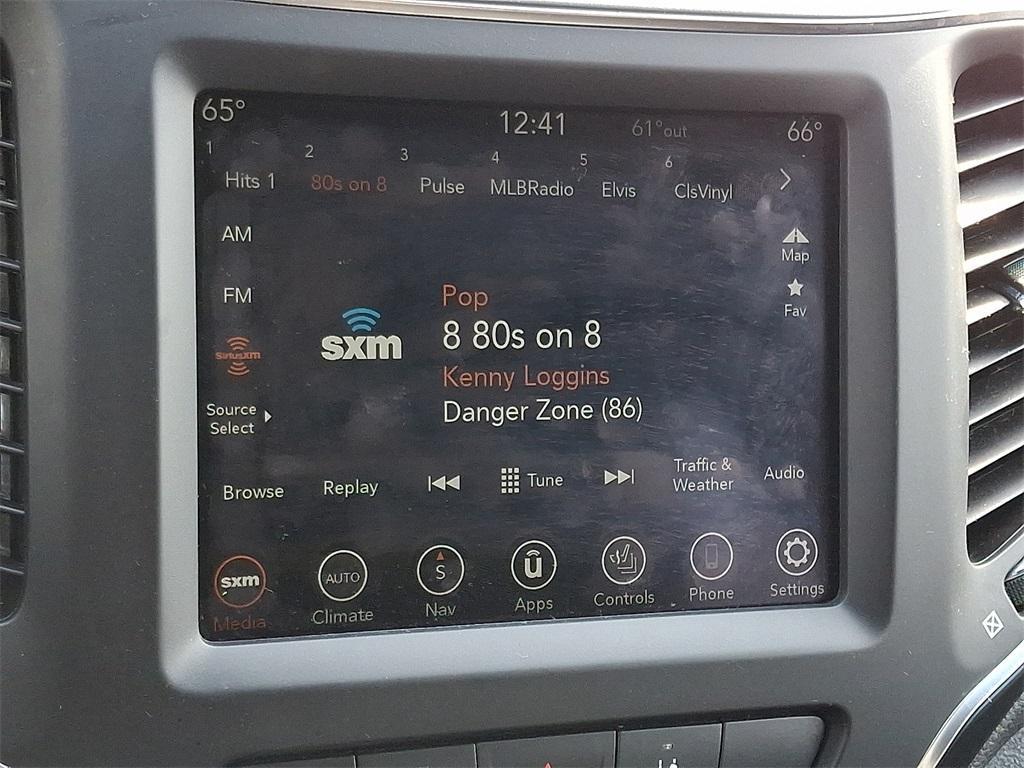 65° 12:41 61°out 66°
1 2 3 4 5 6
Hits 1 80s on 8 Pulse MLBRadio Elvis ClsVinyl
AM
Map
FM
Fav
Pop
sxm 8 80s on 8
SiriusXM
Kenny Loggins
Danger Zone (86)
Source
Select
Browse Replay Tune Traffic &
Weather Audio
sxm AUTO S u
Media Climate Nav Apps Controls Phone Settings